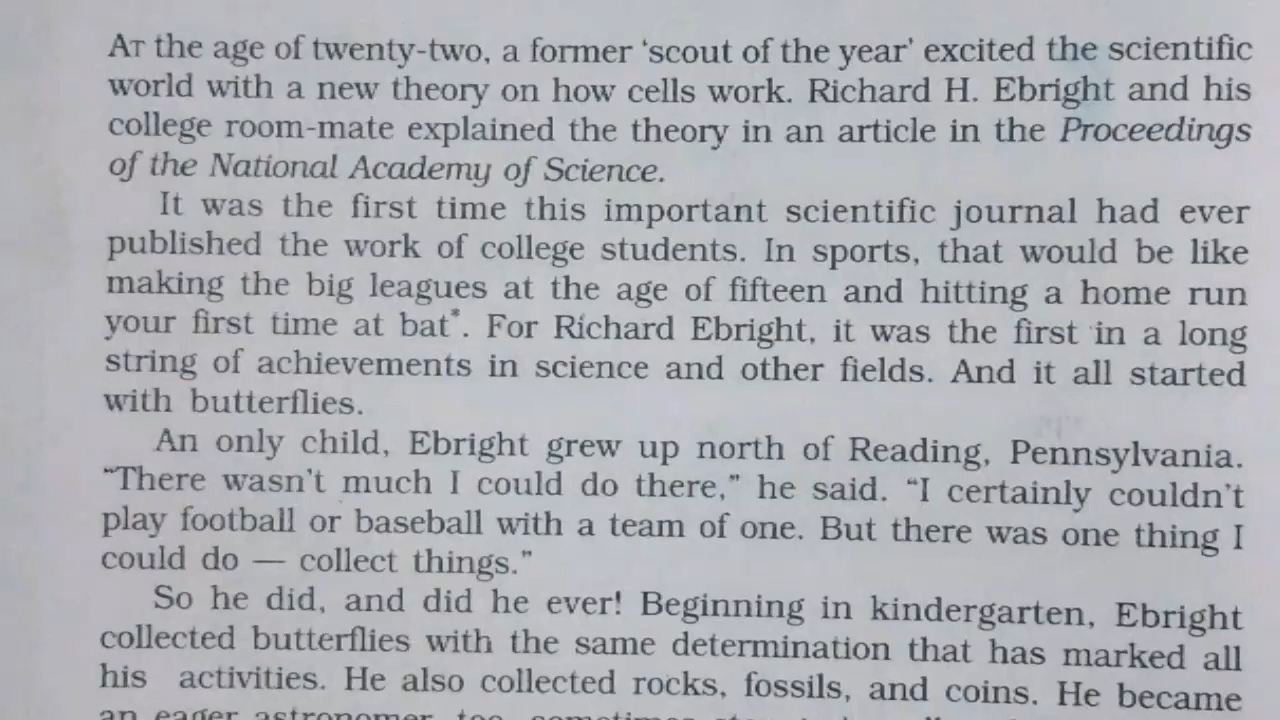 AT the age of twenty-two, a former ‘scout of the year’ excited the scientific
world with a new theory on how cells work. Richard H. Ebright and his
college room-mate explained the theory in an article in the Proceedings
of the National Academy of Science.
It was the first time this important scientific journal had ever
published the work of college students. In sports, that would be like
making the big leagues at the age of fifteen and hitting a home run
your first time at bat*. For Richard Ebright, it was the first in a long
string of achievements in science and other fields. And it all started
with butterflies.
An only child, Ebright grew up north of Reading, Pennsylvania.
“There wasn’t much I could do there,” he said. “I certainly couldn’t
play football or baseball with a team of one. But there was one thing I
could do — collect things.”
So he did, and did he ever! Beginning in kindergarten, Ebright
collected butterflies with the same determination that has marked all
his activities. He also collected rocks, fossils, and coins. He became
an eager astronomer, too, sometimes